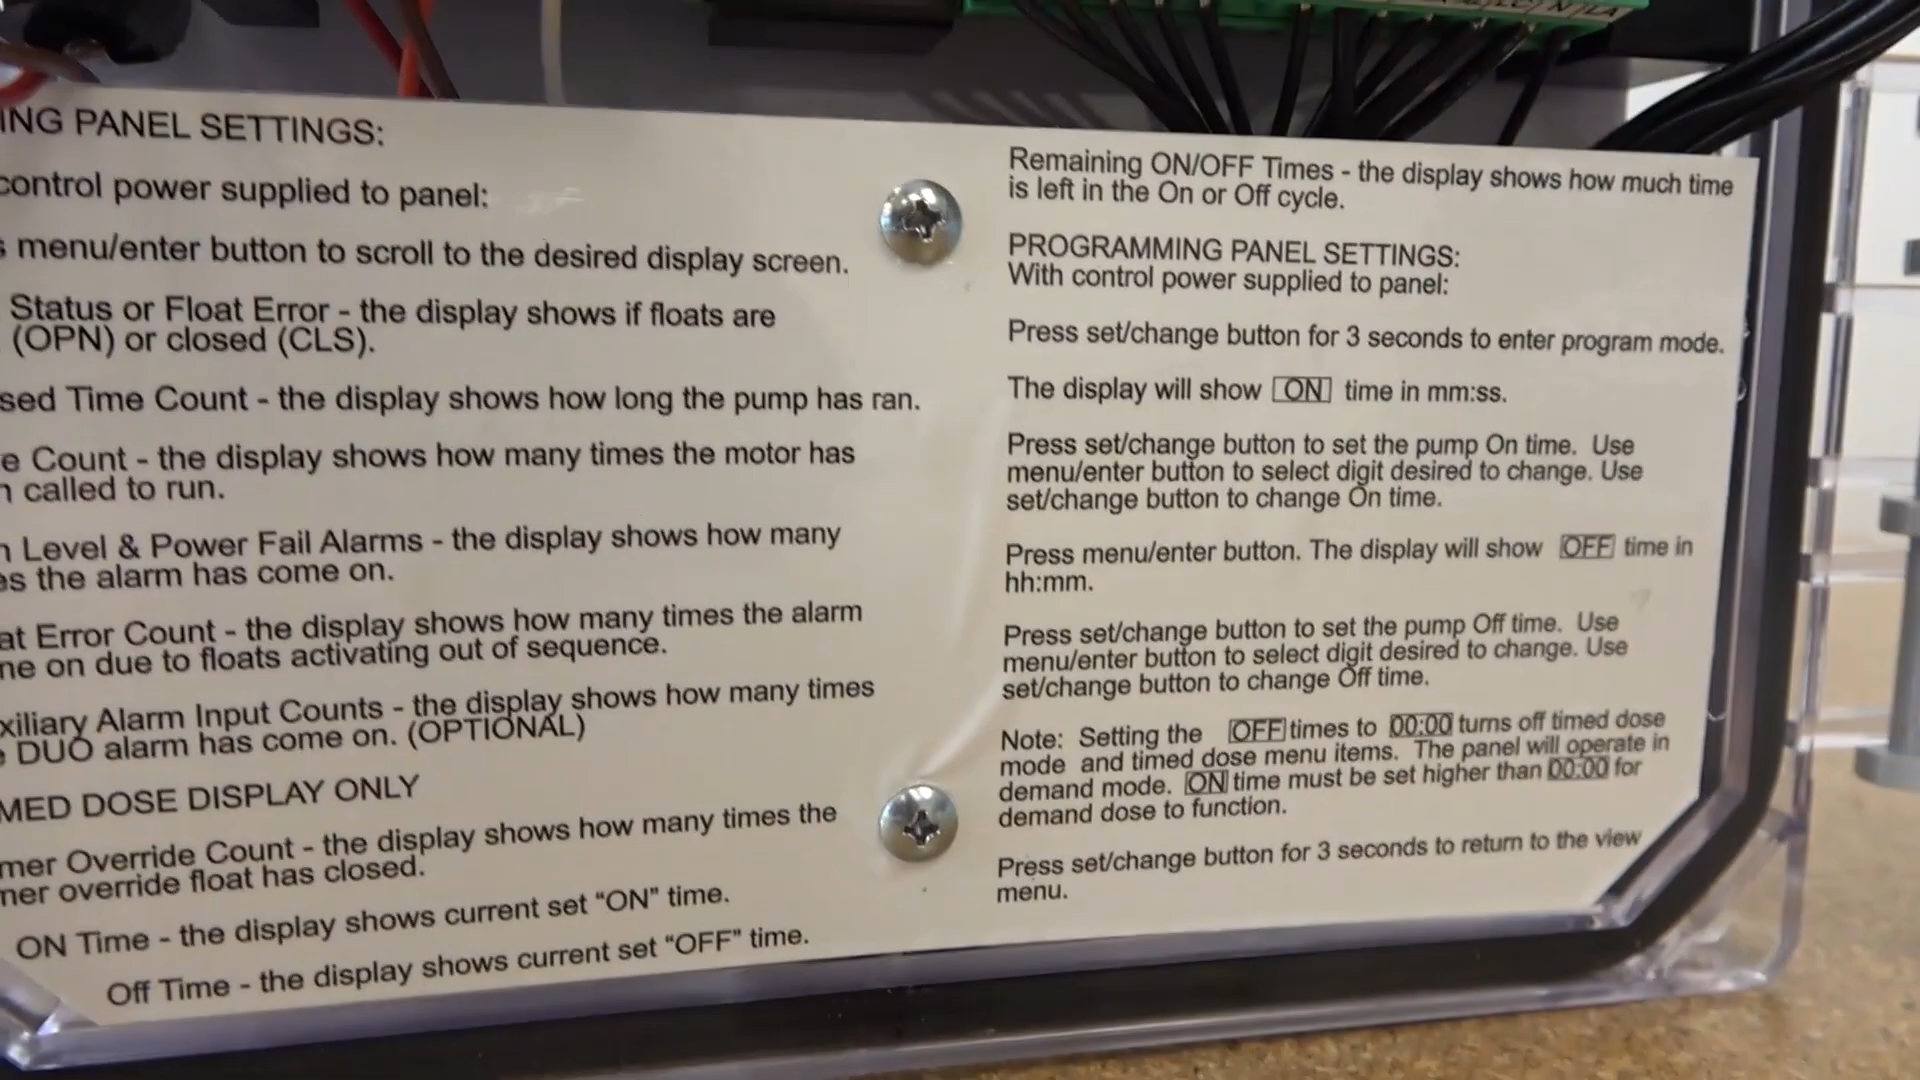 ING PANEL SETTINGS:
control power supplied to panel:
s menu/enter button to scroll to the desired display screen.
Status or Float Error - the display shows if floats are
(OPN) or closed (CLS).
sed Time Count - the display shows how long the pump has ran.
e Count - the display shows how many times the motor has
n called to run.
h Level & Power Fail Alarms - the display shows how many
es the alarm has come on.
at Error Count - the display shows how many times the alarm
me on due to floats activating out of sequence.
xiliary Alarm Input Counts - the display shows how many times
e DUO alarm has come on. (OPTIONAL)
MED DOSE DISPLAY ONLY
mer Override Count - the display shows how many times the
mer override float has closed.
ON Time - the display shows current set “ON” time.
Off Time - the display shows current set “OFF” time.
Remaining ON/OFF Times - the display shows how much time
is left in the On or Off cycle.
PROGRAMMING PANEL SETTINGS:
With control power supplied to panel:
Press set/change button for 3 seconds to enter program mode.
The display will show ON time in mm:ss.
Press set/change button to set the pump On time. Use
menu/enter button to select digit desired to change. Use
set/change button to change On time.
Press menu/enter button. The display will show OFF time in
hh:mm.
Press set/change button to set the pump Off time. Use
menu/enter button to select digit desired to change. Use
set/change button to change Off time.
Note: Setting the OFF times to 00:00 turns off timed dose
mode and timed dose menu items. The panel will operate in
demand mode. ON time must be set higher than 00:00 for
demand dose to function.
Press set/change button for 3 seconds to return to the view
menu.